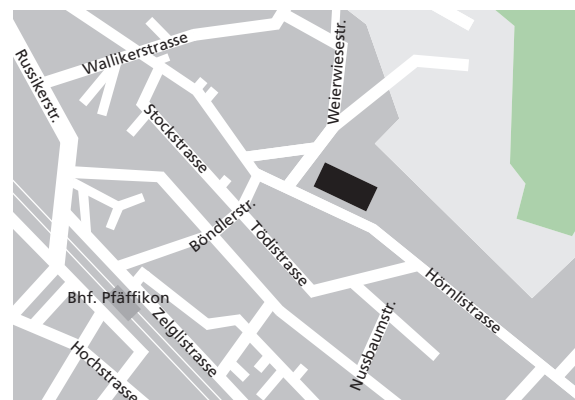 Wallikerstrasse
Russikerstr.
Weierwiesestr.
Stockstrasse
Böndlerstr.
Tödistrasse
Hörnlistrasse
Bhf. Pfäffikon
Zelglistrasse
Nussbaumstr.
Hochstrasse